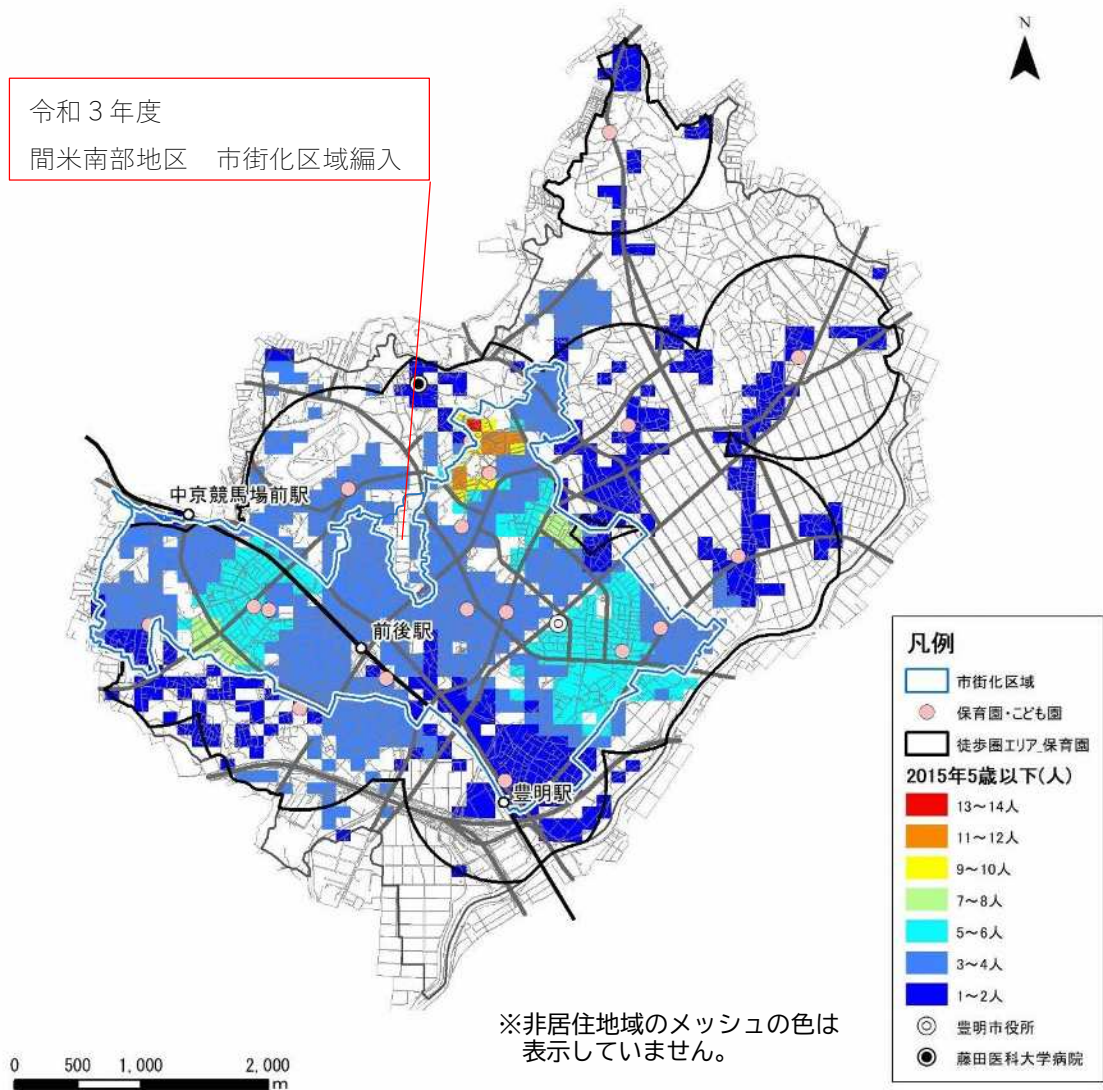 N
令和３年度
間米南部地区　市街化区域編入
中京競馬場前駅
前後駅
豊明駅
凡例
市街化区域
保育園・こども園
徒歩圏エリア_保育園
2015年5歳以下(人)
13～14人
11～12人
9～10人
7～8人
5～6人
3～4人
1～2人
豊明市役所
藤田医科大学病院
※非居住地域のメッシュの色は
表示していません。
0 500 1,000 2,000
m